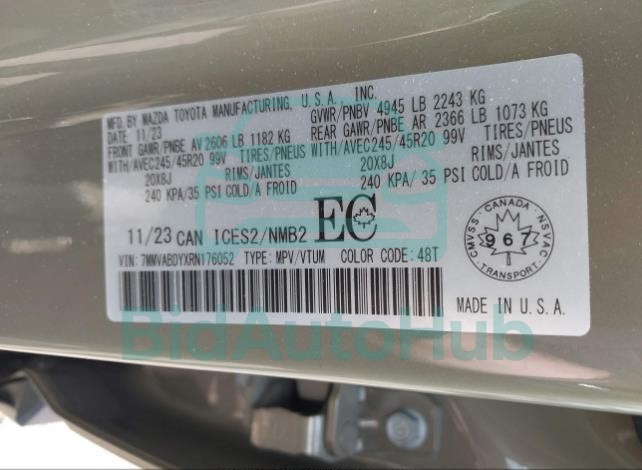 MFD. BY MAZDA TOYOTA MANUFACTURING, U.S.A., INC.
DATE 11/23 GVWR/PNBV 4945 LB 2243 KG
FRONT GAWR/PNBE AV 2606 LB 1182 KG REAR GAWR/PNBE AR 2366 LB 1073 KG
WITH/AVEC245/45R20 99V TIRES/PNEUS WITH/AVEC245/45R20 99V TIRES/PNEUS
20X8J RIMS/JANTES 20X8J RIMS/JANTES
240 KPA/35 PSI COLD/A FROID 240 KPA/ 35 PSI COLD/A FROID
11/23 CAN ICES2/NMB2 EC
VIN: 7MMVABDYXRN176052 TYPE: MPV/VTUM COLOR CODE: 48T
CANADA
CMVSS 967 NSVAC
TRANSPORT
MADE IN U.S.A.
BidAutoHub